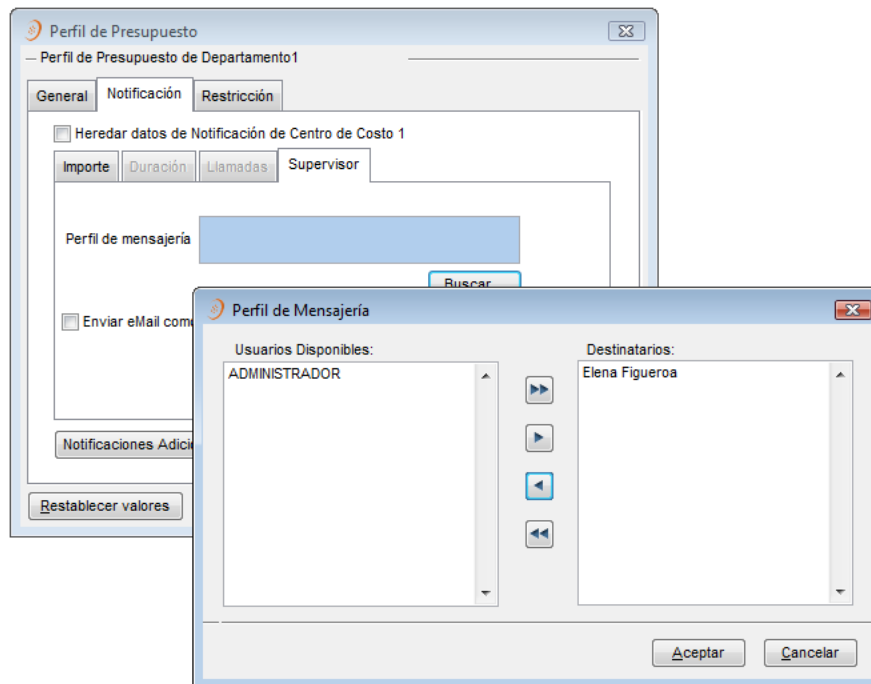 Perfil de Presupuesto
Perfil de Presupuesto de Departamento1
General Notificación Restricción
Heredar datos de Notificación de Centro de Costo 1
Importe Duración Llamadas Supervisor
Perfil de mensajería
Buscar...
Enviar eMail com
Notificaciones Adici
Restablecer valores
Perfil de Mensajería
Usuarios Disponibles: Destinatarios:
ADMINISTRADOR Elena Figueroa
Aceptar Cancelar